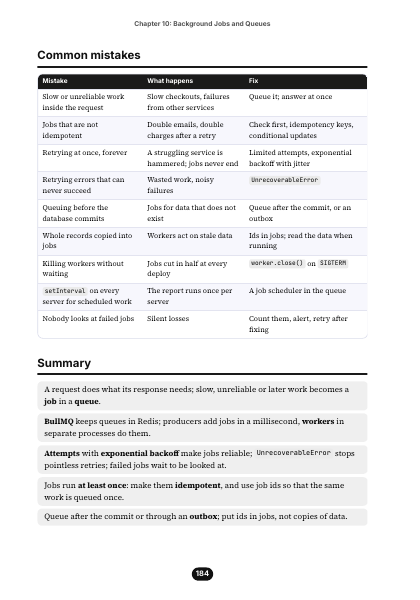 Chapter 10: Background Jobs and Queues
Common mistakes
Mistake What happens Fix
Slow or unreliable work Slow checkouts, failures Queue it; answer at once
inside the request from other services
Jobs that are not Double emails, double Check first, idempotency keys,
idempotent charges after a retry conditional updates
Retrying at once, forever A struggling service is Limited attempts, exponential
hammered; jobs never end backoff with jitter
Retrying errors that can Wasted work, noisy UnrecoverableError
never succeed failures
Queuing before the Jobs for data that does not Queue after the commit, or an
database commits exist outbox
Whole records copied into Workers act on stale data Ids in jobs; read the data when
jobs running
Killing workers without Jobs cut in half at every worker.close() on SIGTERM
waiting deploy
setInterval on every The report runs once per A job scheduler in the queue
server for scheduled work server
Nobody looks at failed jobs Silent losses Count them, alert, retry after
fixing
Summary
A request does what its response needs; slow, unreliable or later work becomes a
job in a queue.
BullMQ keeps queues in Redis; producers add jobs in a millisecond, workers in
separate processes do them.
Attempts with exponential backoff make jobs reliable; UnrecoverableError stops
pointless retries; failed jobs wait to be looked at.
Jobs run at least once: make them idempotent, and use job ids so that the same
work is queued once.
Queue after the commit or through an outbox; put ids in jobs, not copies of data.
184